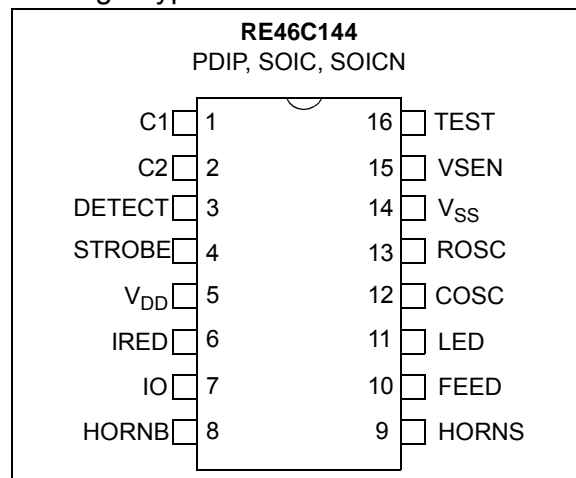 RE46C144
PDIP, SOIC, SOICN
C1 1 16 TEST
C2 2 15 VSEN
DETECT 3 14 VSS
STROBE 4 13 ROSC
VDD 5 12 COSC
IRED 6 11 LED
IO 7 10 FEED
HORNB 8 9 HORNS